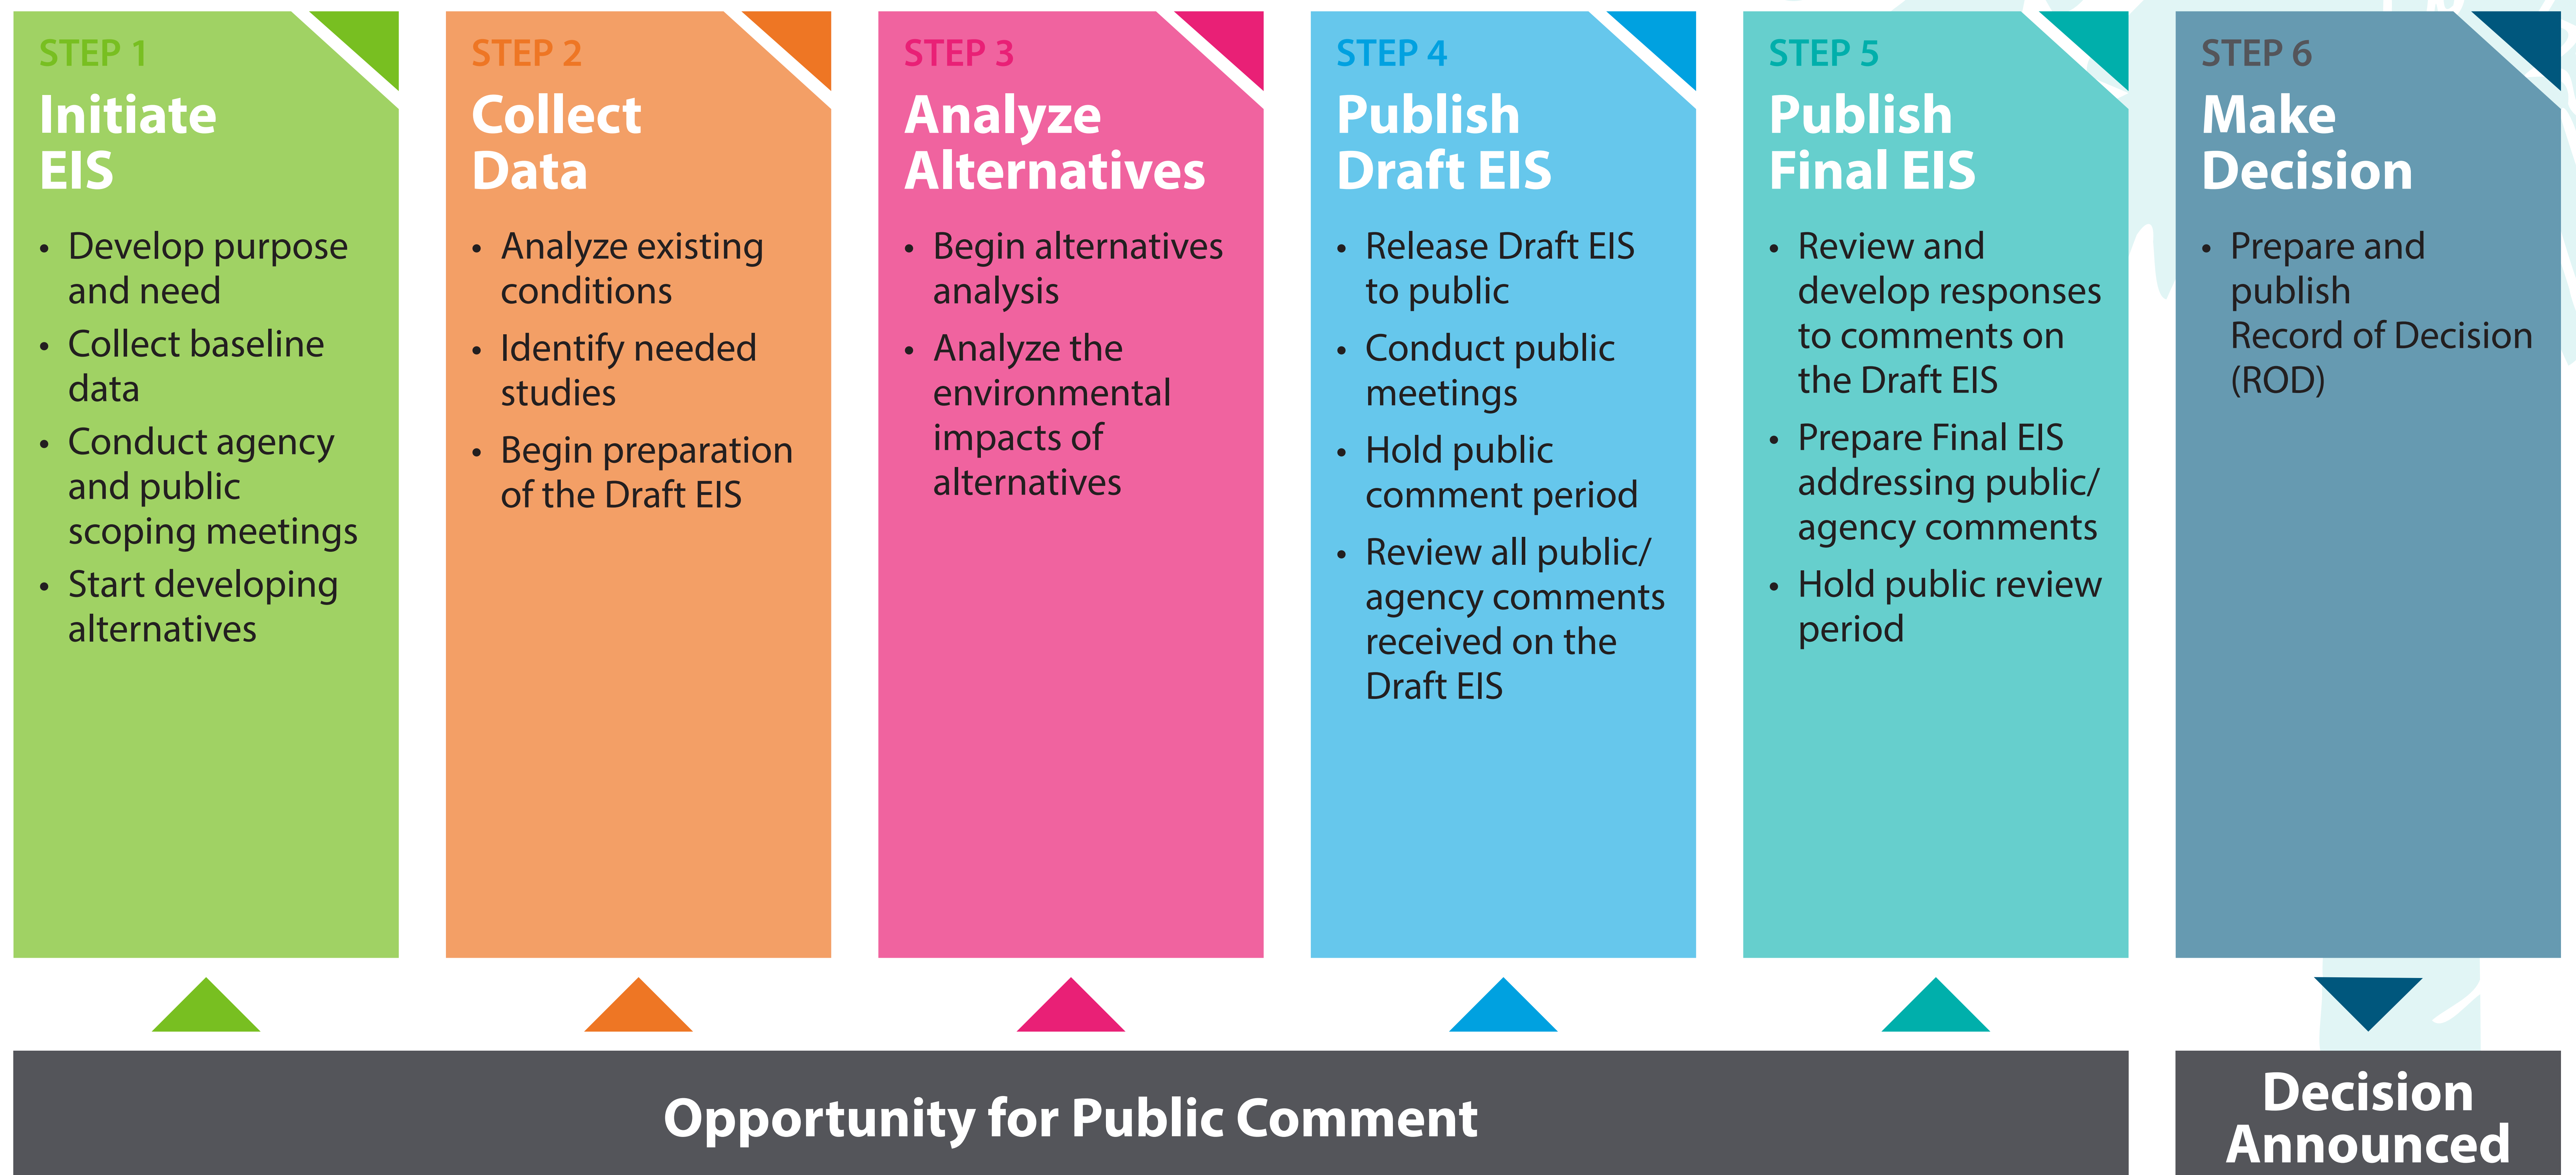 STEP 1
Initiate
EIS
• Develop purpose
and need
• Collect baseline
data
• Conduct agency
and public
scoping meetings
• Start developing
alternatives
STEP 2
Collect
Data
• Analyze existing
conditions
• Identify needed
studies
• Begin preparation
of the Draft EIS
STEP 3
Analyze
Alternatives
• Begin alternatives
analysis
• Analyze the
environmental
impacts of
alternatives
STEP 4
Publish
Draft EIS
• Release Draft EIS
to public
• Conduct public
meetings
• Hold public
comment period
• Review all public/
agency comments
received on the
Draft EIS
STEP 5
Publish
Final EIS
• Review and
develop responses
to comments on
the Draft EIS
• Prepare Final EIS
addressing public/
agency comments
• Hold public review
period
STEP 6
Make
Decision
• Prepare and
publish
Record of Decision
(ROD)
Opportunity for Public Comment
Decision
Announced